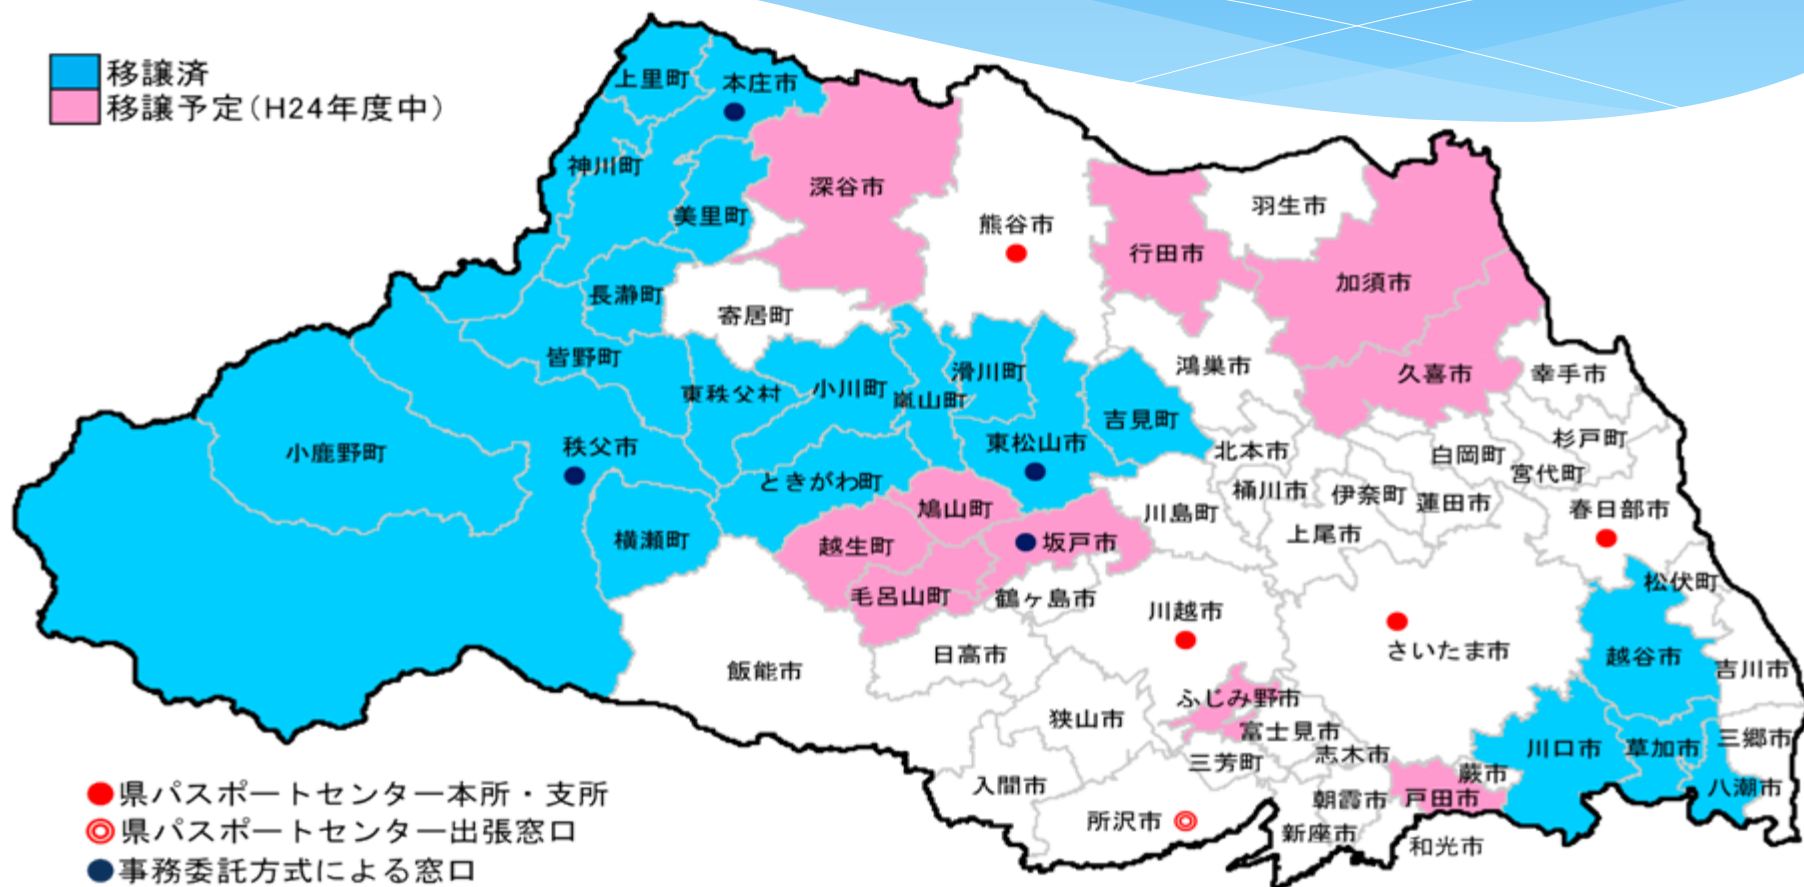 移譲済
移譲予定(H24年度中)
上里町
本庄市
神川町
深谷市
美里町
熊谷市
羽生市
行田市
加須市
長瀞町
寄居町
皆野町
東秩父村
小川町
嵐山町
滑川町
鴻巣市
久喜市
幸手市
吉見町
小鹿野町
秩父市
東松山市
北本市
白岡町
杉戸町
宮代町
ときがわ町
鳩山町
川島町
桶川市
伊奈町
蓮田市
春日部市
横瀬町
越生町
坂戸市
上尾市
松伏町
毛呂山町
鶴ヶ島市
川越市
さいたま市
越谷市
吉川市
飯能市
日高市
ふじみ野市
狭山市
富士見市
三芳町
志木市
川口市
草加市
三郷市
入間市
蕨市
戸田市
八潮市
所沢市
朝霞市
新座市
和光市
県パスポートセンター本所・支所
県パスポートセンター出張窓口
事務委託方式による窓口